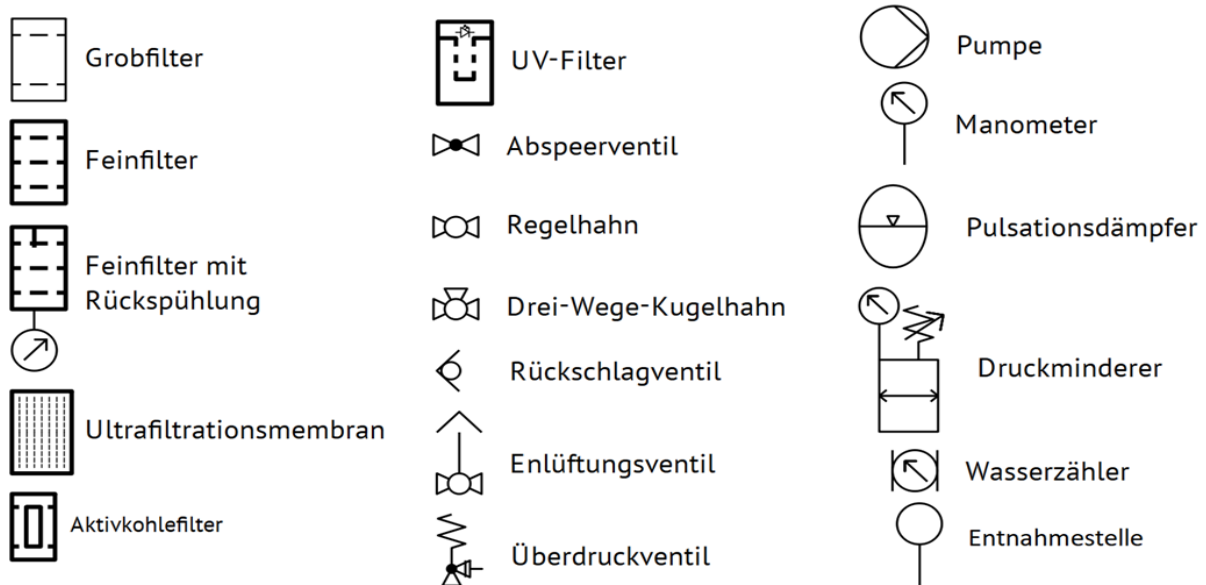 Grobfilter
Feinfilter
Feinfilter mit
Rückspühlung
Ultrafiltrationsmembran
Aktivkohlefilter
UV-Filter
Abspeerventil
Regelhahn
Drei-Wege-Kugelhahn
Rückschlagventil
Enlüftungsventil
Überdruckventil
Pumpe
Manometer
Pulsationsdämpfer
Druckminderer
Wasserzähler
Entnahmestelle